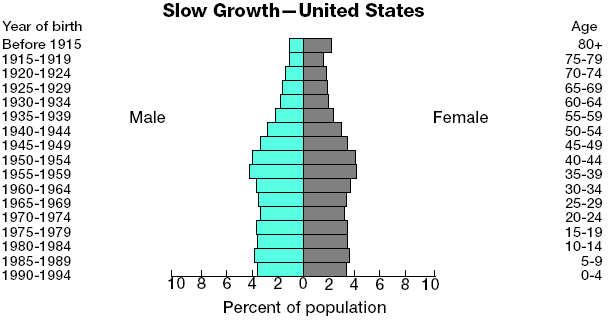 Slow Growth—United States
Year of birth Age
Before 1915 80+
1915-1919 75-79
1920-1924 70-74
1925-1929 65-69
1930-1934 60-64
1935-1939 55-59
Male Female
1940-1944 50-54
1945-1949 45-49
1950-1954 40-44
1955-1959 35-39
1960-1964 30-34
1965-1969 25-29
1970-1974 20-24
1975-1979 15-19
1980-1984 10-14
1985-1989 5-9
1990-1994 0-4
10 8 6 4 2 0 2 4 6 8 10
Percent of population